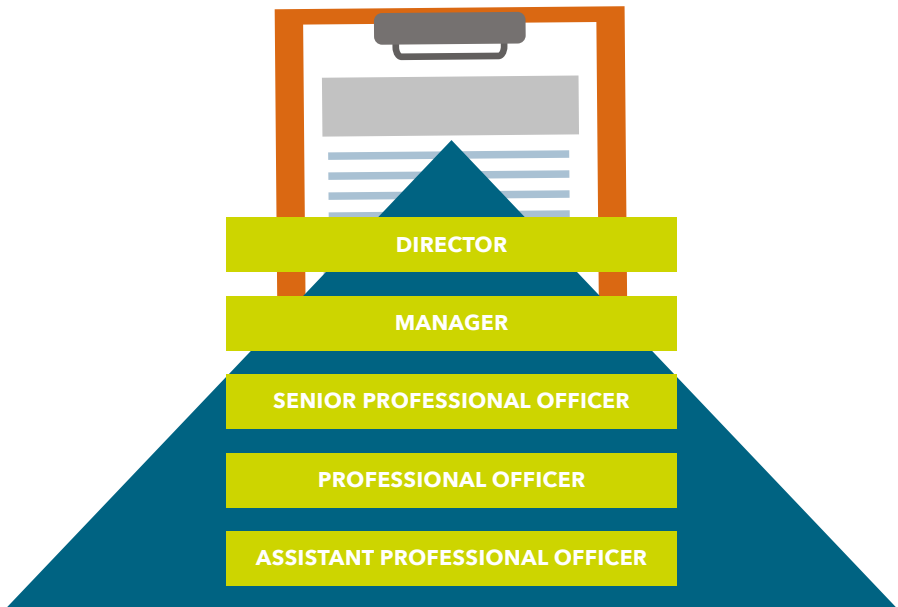 DIRECTOR
MANAGER
SENIOR PROFESSIONAL OFFICER
PROFESSIONAL OFFICER
ASSISTANT PROFESSIONAL OFFICER